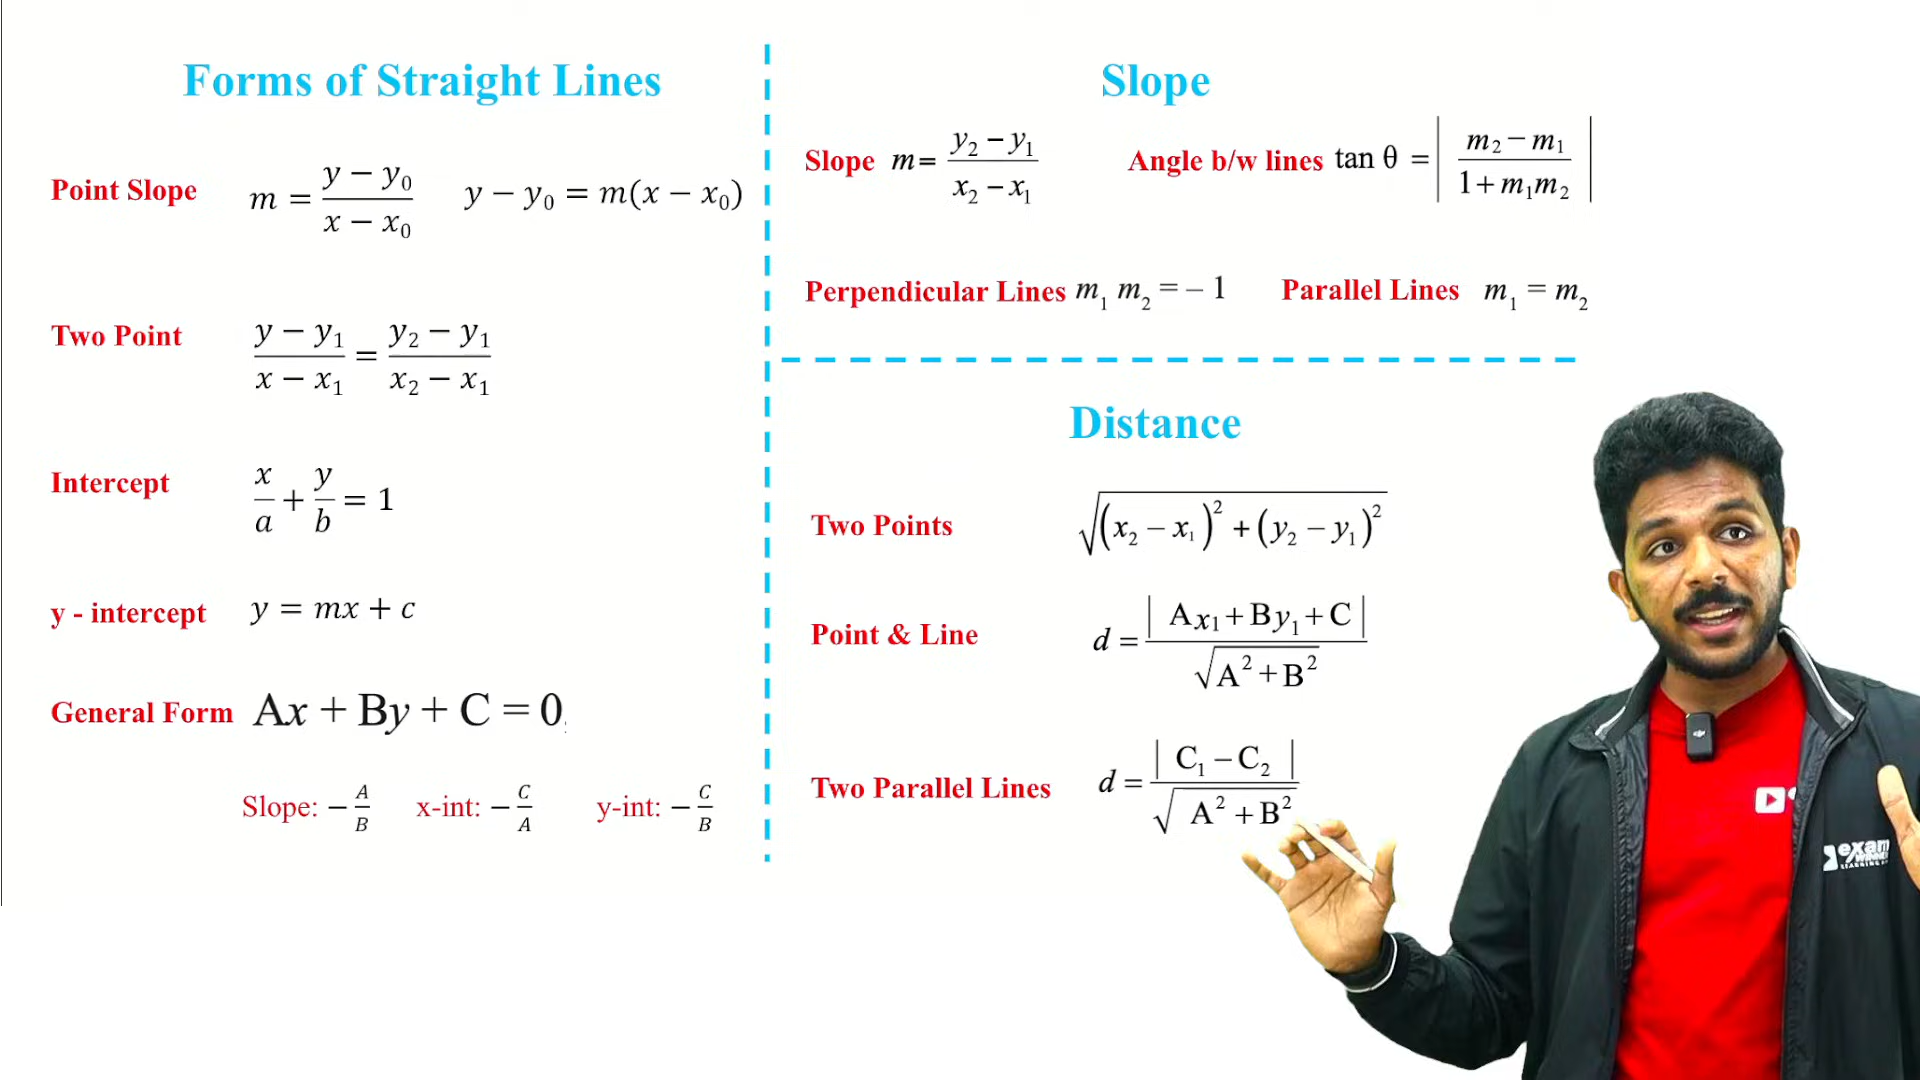 Forms of Straight Lines
Point Slope m = (y − y₀)/(x − x₀) y − y₀ = m(x − x₀)
Two Point (y − y₁)/(x − x₁) = (y₂ − y₁)/(x₂ − x₁)
Intercept x/a + y/b = 1
y - intercept y = mx + c
General Form Ax + By + C = 0
Slope: −A/B x-int: −C/A y-int: −C/B
Slope
Slope m = (y₂ − y₁)/(x₂ − x₁) Angle b/w lines tan θ = | (m₂ − m₁)/(1 + m₁m₂) |
Perpendicular Lines m₁ m₂ = – 1 Parallel Lines m₁ = m₂
Distance
Two Points √((x₂ − x₁)² + (y₂ − y₁)²)
Point & Line d = | Ax₁ + By₁ + C | / √(A² + B²)
Two Parallel Lines d = | C₁ − C₂ | / √(A² + B²)
exam